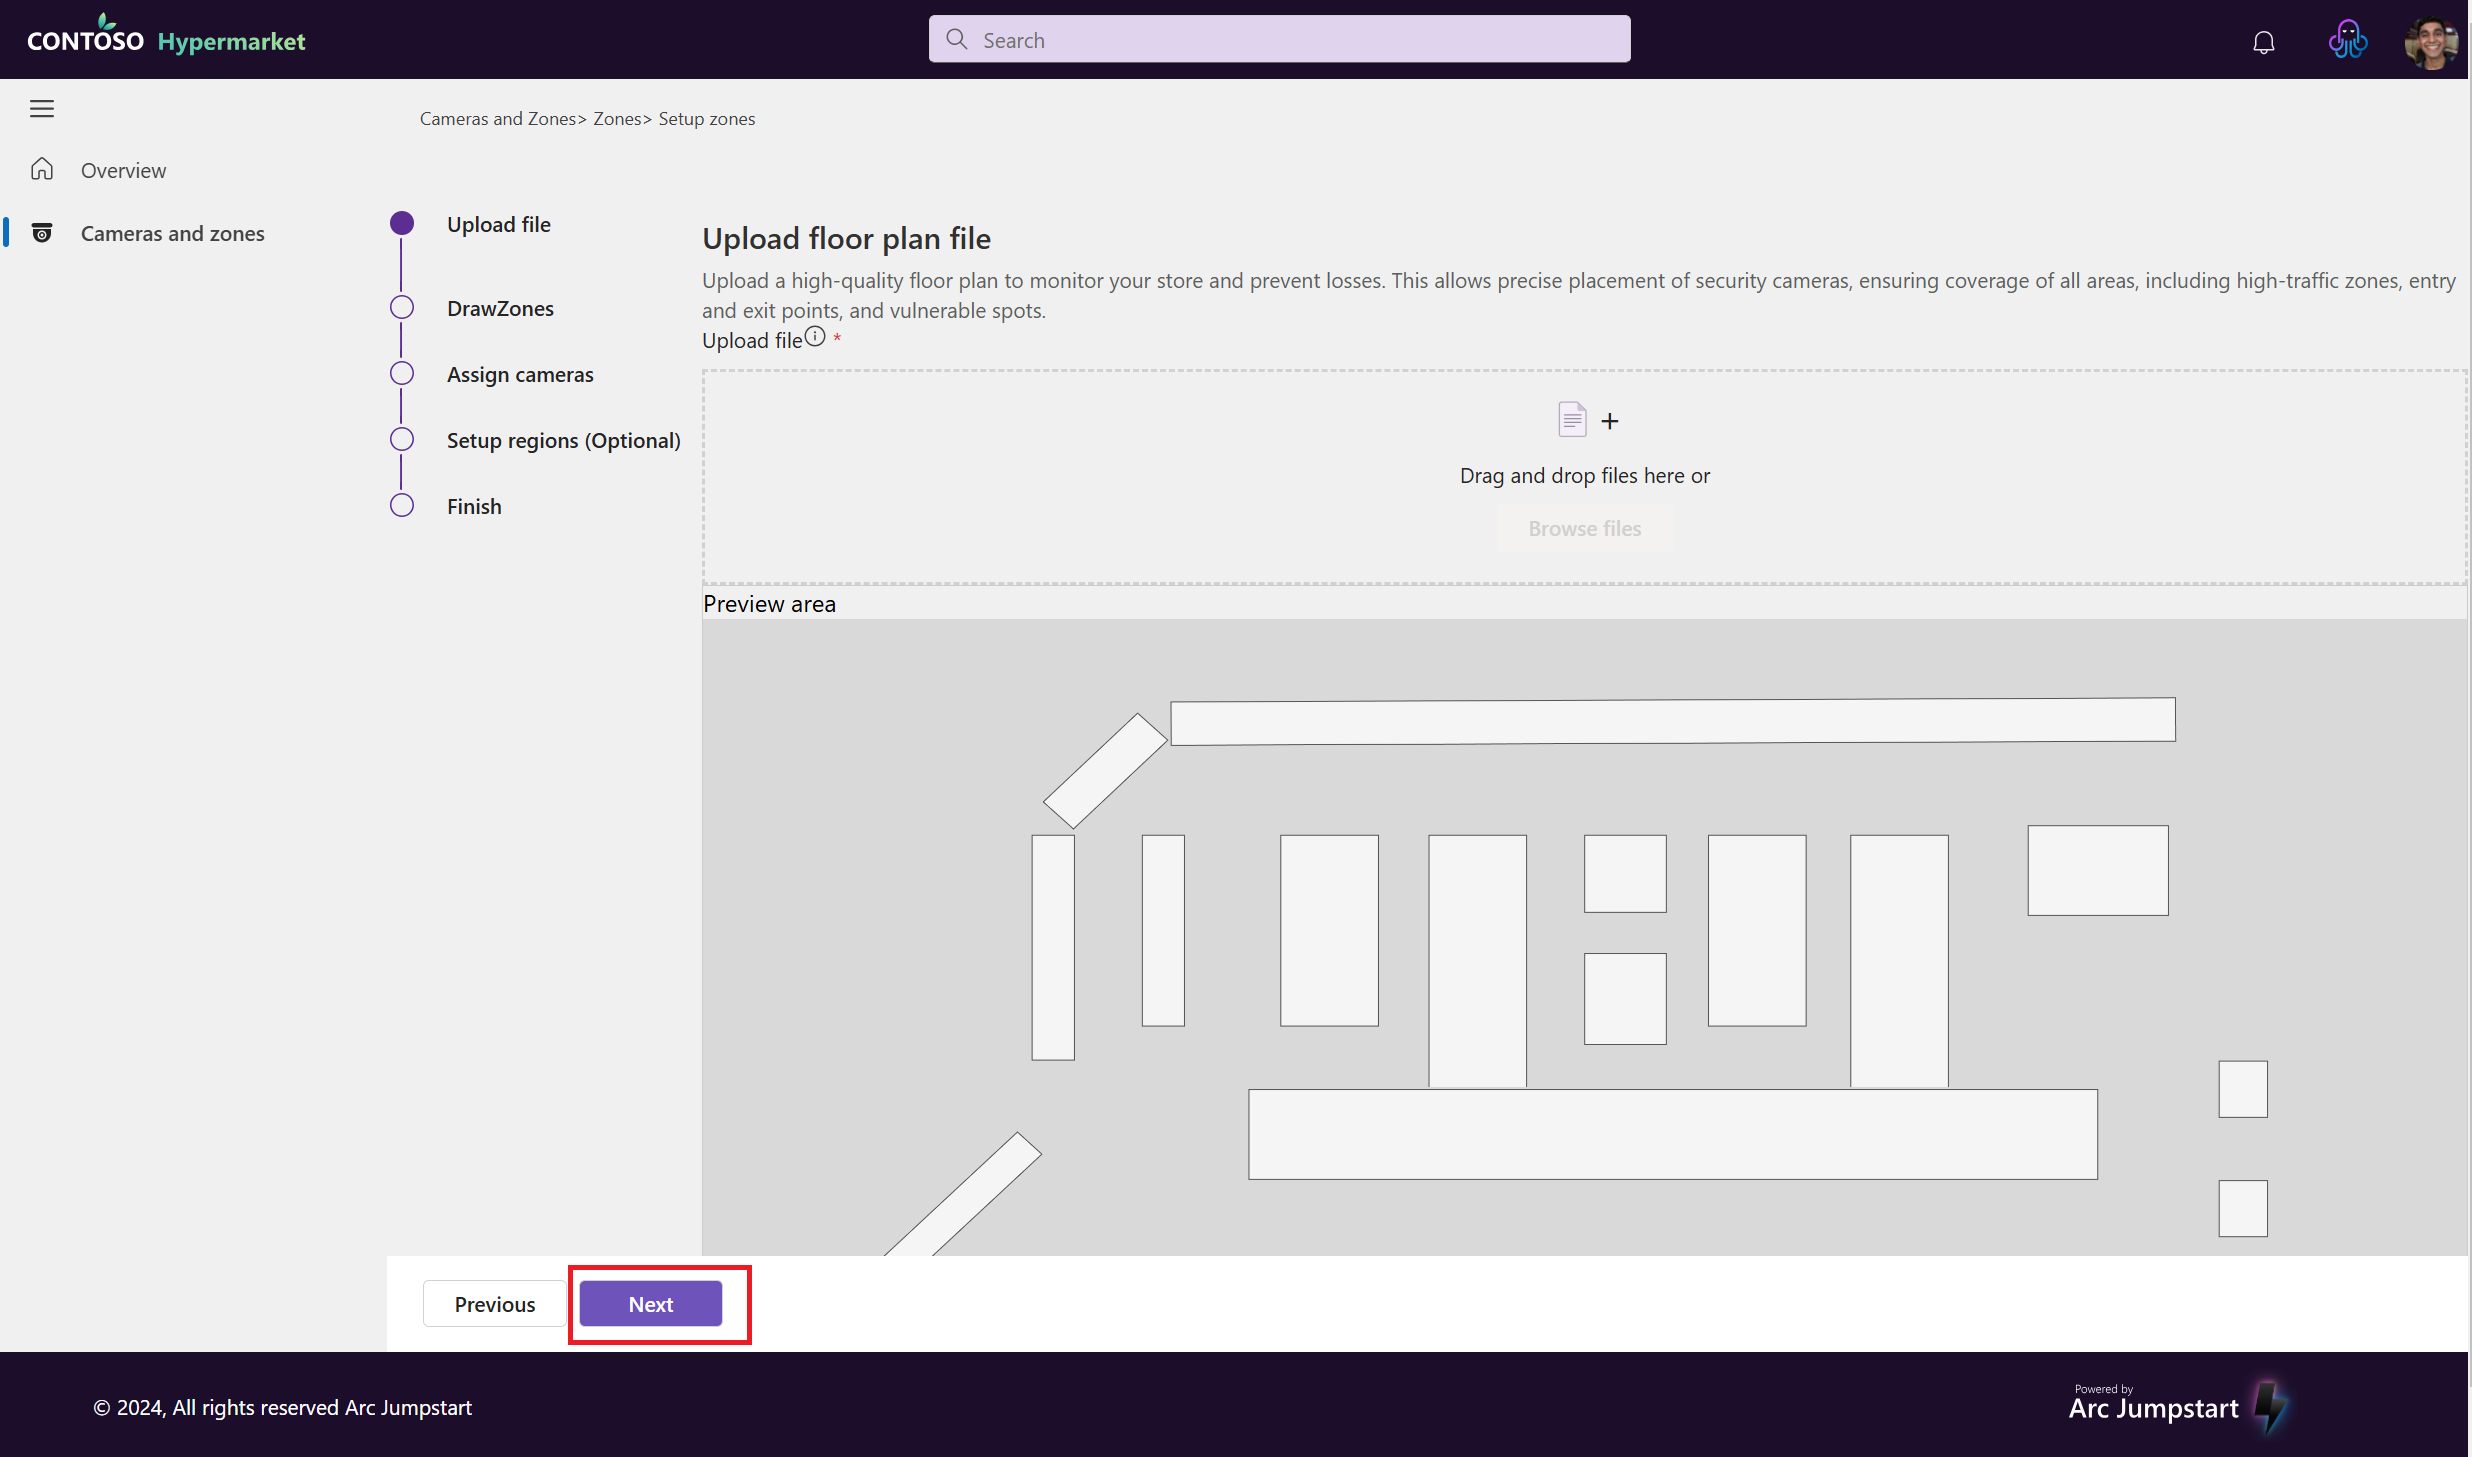 CONTOSO Hypermarket
Search
Cameras and Zones> Zones> Setup zones
Overview
Cameras and zones
Upload file
DrawZones
Assign cameras
Setup regions (Optional)
Finish
Upload floor plan file
Upload a high-quality floor plan to monitor your store and prevent losses. This allows precise placement of security cameras, ensuring coverage of all areas, including high-traffic zones, entry
and exit points, and vulnerable spots.
Upload file *
Drag and drop files here or
Browse files
Preview area
Previous
Next
© 2024, All rights reserved Arc Jumpstart
Powered by
Arc Jumpstart